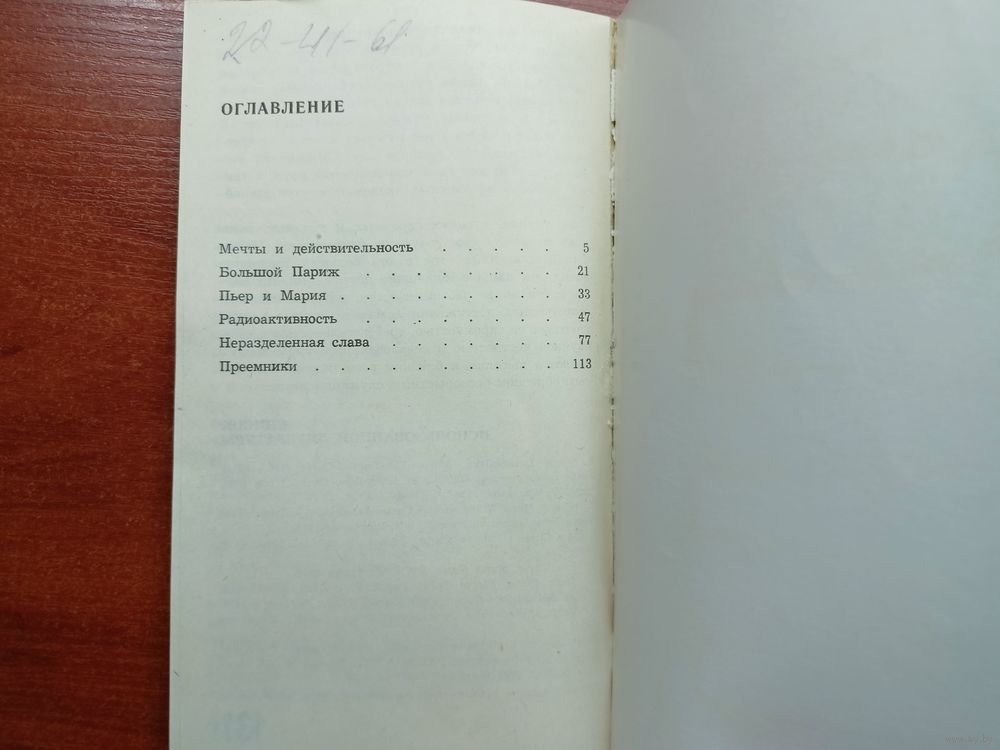 22-41-61
ОГЛАВЛЕНИЕ
Мечты и действительность . . . . . 5
Большой Париж . . . . . . . . 21
Пьер и Мария . . . . . . . . . 33
Радиоактивность . . . . . . . . 47
Неразделенная слава . . . . . . . 77
Преемники . . . . . . . . . . 113